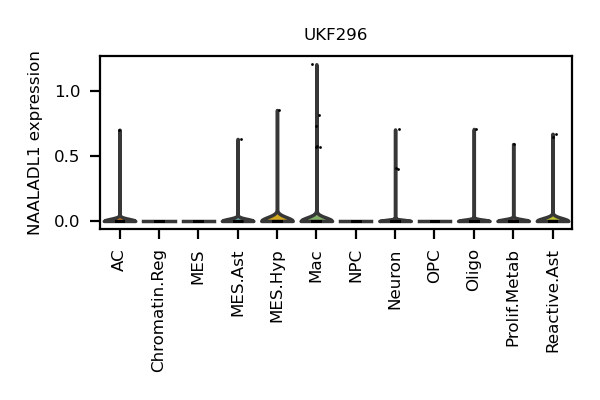 UKF296
NAALADL1 expression
1.0
0.5
0.0
AC
Chromatin.Reg
MES
MES.Ast
MES.Hyp
Mac
NPC
Neuron
OPC
Oligo
Prolif.Metab
Reactive.Ast